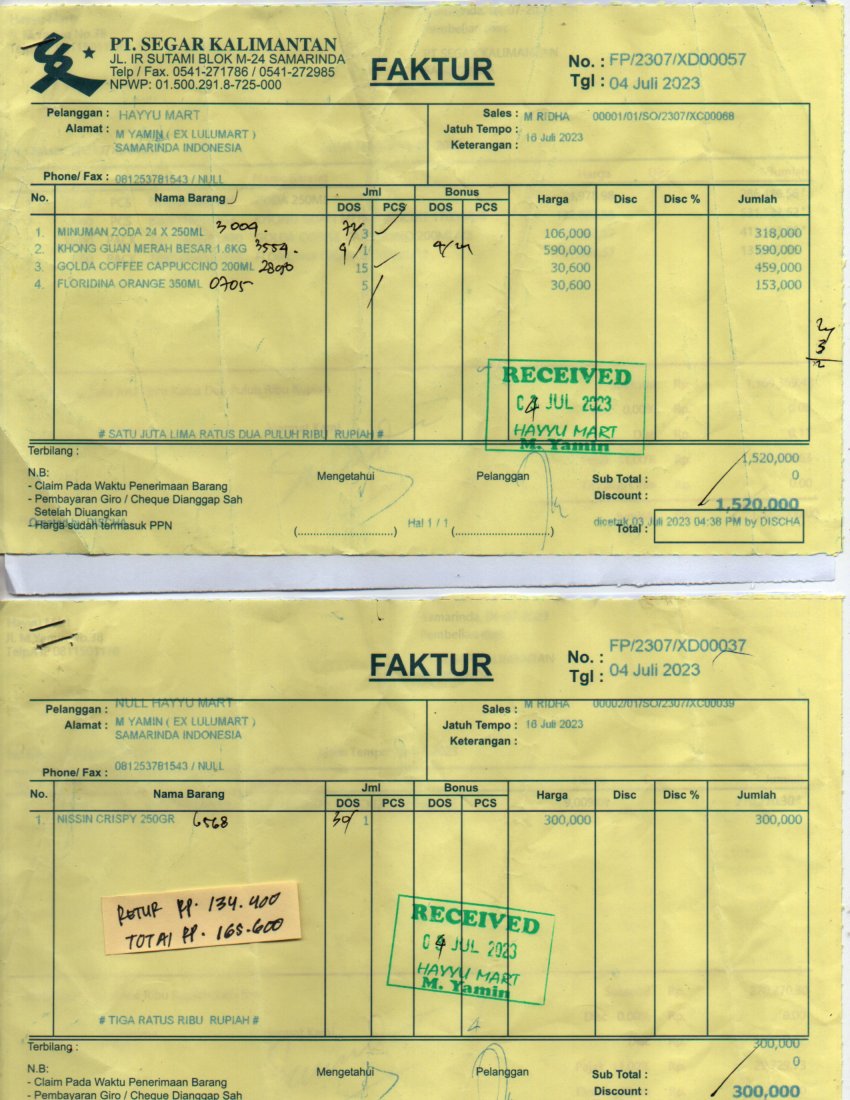 PT. SEGAR KALIMANTAN
JL. IR SUTAMI BLOK M-24 SAMARINDA
Telp / Fax. 0541-271786 / 0541-272985
NPWP: 01.500.291.8-725-000
FAKTUR
No. : FP/2307/XD00057
Tgl : 04 Juli 2023
Pelanggan : HAYYU MART
Alamat : M YAMIN ( EX LULUMART )
SAMARINDA INDONESIA
Phone/ Fax : 081253781543 / NULL
Sales : M RIDHA 00001/01/SO/2307/XC00068
Jatuh Tempo : 16 Juli 2023
Keterangan :
No. Nama Barang Jml Bonus Harga Disc Disc % Jumlah
DOS PCS DOS PCS
1. MINUMAN ZODA 24 X 250ML 3009. 3 106,000 318,000
2. KHONG GUAN MERAH BESAR 1.6KG 3559. 1 590,000 590,000
3. GOLDA COFFEE CAPPUCCINO 200ML 15 30,600 459,000
4. FLORIDINA ORANGE 350ML 0705 5 30,600 153,000
RECEIVED
04 JUL 2023
HAYYU MART
M. Yamin
# SATU JUTA LIMA RATUS DUA PULUH RIBU RUPIAH #
Terbilang :
N.B:
- Claim Pada Waktu Penerimaan Barang
- Pembayaran Giro / Cheque Dianggap Sah
Setelah Diuangkan
- Harga sudah termasuk PPN
Created by DISCHA
Mengetahui
Pelanggan
(..............................)
Hal 1 / 1
(..............................)
Sub Total : 1,520,000
Discount : 0
1,520,000
dicetak 03 Juli 2023 04:38 PM by DISCHA
Total :
FAKTUR
No. : FP/2307/XD00037
Tgl : 04 Juli 2023
Pelanggan : NULL HAYYU MART
Alamat : M YAMIN ( EX LULUMART )
SAMARINDA INDONESIA
Phone/ Fax : 081253781543 / NULL
Sales : M RIDHA 00002/01/SO/2307/XC00039
Jatuh Tempo : 16 Juli 2023
Keterangan :
No. Nama Barang Jml Bonus Harga Disc Disc % Jumlah
DOS PCS DOS PCS
1. NISSIN CRISPY 250GR 6568 30/ 1 300,000 300,000
RETUR RP. 134.400
TOTAL RP. 165.600
RECEIVED
04 JUL 2023
HAYYU MART
M. Yamin
# TIGA RATUS RIBU RUPIAH #
Terbilang :
N.B:
- Claim Pada Waktu Penerimaan Barang
- Pembayaran Giro / Cheque Dianggap Sah
Mengetahui
Pelanggan
Sub Total : 300,000
Discount : 0
300,000